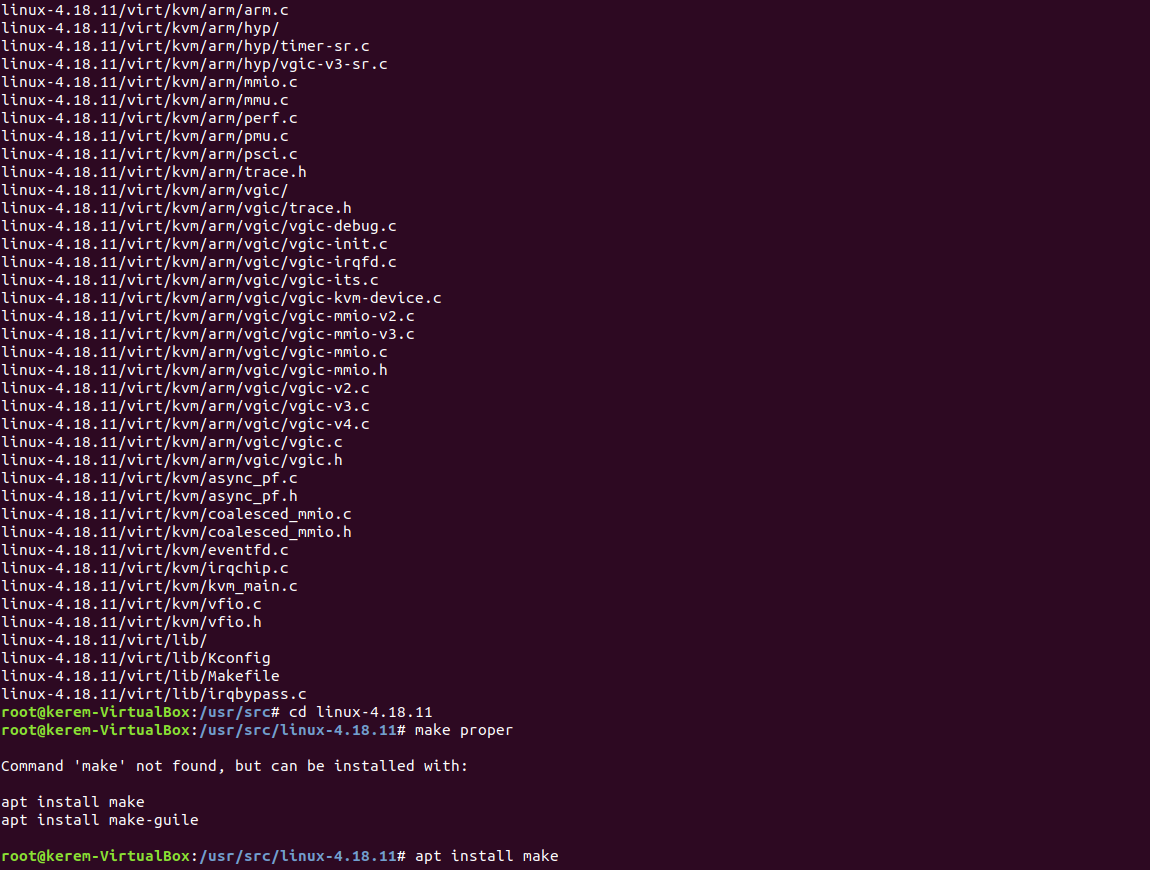 linux-4.18.11/virt/kvm/arm/arm.c
linux-4.18.11/virt/kvm/arm/hyp/
linux-4.18.11/virt/kvm/arm/hyp/timer-sr.c
linux-4.18.11/virt/kvm/arm/hyp/vgic-v3-sr.c
linux-4.18.11/virt/kvm/arm/mmio.c
linux-4.18.11/virt/kvm/arm/mmu.c
linux-4.18.11/virt/kvm/arm/perf.c
linux-4.18.11/virt/kvm/arm/pmu.c
linux-4.18.11/virt/kvm/arm/psci.c
linux-4.18.11/virt/kvm/arm/trace.h
linux-4.18.11/virt/kvm/arm/vgic/
linux-4.18.11/virt/kvm/arm/vgic/trace.h
linux-4.18.11/virt/kvm/arm/vgic/vgic-debug.c
linux-4.18.11/virt/kvm/arm/vgic/vgic-init.c
linux-4.18.11/virt/kvm/arm/vgic/vgic-irqfd.c
linux-4.18.11/virt/kvm/arm/vgic/vgic-its.c
linux-4.18.11/virt/kvm/arm/vgic/vgic-kvm-device.c
linux-4.18.11/virt/kvm/arm/vgic/vgic-mmio-v2.c
linux-4.18.11/virt/kvm/arm/vgic/vgic-mmio-v3.c
linux-4.18.11/virt/kvm/arm/vgic/vgic-mmio.c
linux-4.18.11/virt/kvm/arm/vgic/vgic-mmio.h
linux-4.18.11/virt/kvm/arm/vgic/vgic-v2.c
linux-4.18.11/virt/kvm/arm/vgic/vgic-v3.c
linux-4.18.11/virt/kvm/arm/vgic/vgic-v4.c
linux-4.18.11/virt/kvm/arm/vgic/vgic.c
linux-4.18.11/virt/kvm/arm/vgic/vgic.h
linux-4.18.11/virt/kvm/async_pf.c
linux-4.18.11/virt/kvm/async_pf.h
linux-4.18.11/virt/kvm/coalesced_mmio.c
linux-4.18.11/virt/kvm/coalesced_mmio.h
linux-4.18.11/virt/kvm/eventfd.c
linux-4.18.11/virt/kvm/irqchip.c
linux-4.18.11/virt/kvm/kvm_main.c
linux-4.18.11/virt/kvm/vfio.c
linux-4.18.11/virt/kvm/vfio.h
linux-4.18.11/virt/lib/
linux-4.18.11/virt/lib/Kconfig
linux-4.18.11/virt/lib/Makefile
linux-4.18.11/virt/lib/irqbypass.c
root@kerem-VirtualBox:/usr/src# cd linux-4.18.11
root@kerem-VirtualBox:/usr/src/linux-4.18.11# make proper
Command 'make' not found, but can be installed with:
apt install make
apt install make-guile
root@kerem-VirtualBox:/usr/src/linux-4.18.11# apt install make